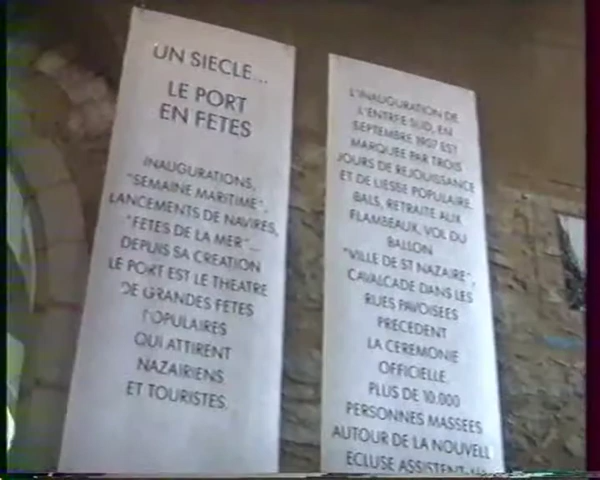 UN SIECLE...
LE PORT
EN FETES
INAUGURATIONS,
"SEMAINE MARITIME",
LANCEMENTS DE NAVIRES,
"FETES DE LA MER"...
DEPUIS SA CREATION
LE PORT EST LE THEATRE
DE GRANDES FETES
POPULAIRES
QUI ATTIRENT
NAZAIRIENS
ET TOURISTES.
L'INAUGURATION DE
L'ENTREE SUD, EN
SEPTEMBRE 1907 EST
MARQUEE PAR TROIS
JOURS DE REJOUISSANCE
ET DE LIESSE POPULAIRE.
BALS, RETRAITE AUX
FLAMBEAUX, VOL DU
BALLON
"VILLE DE ST NAZAIRE",
CAVALCADE DANS LES
RUES PAVOISEES
PRECEDENT
LA CEREMONIE
OFFICIELLE.
PLUS DE 10.000
PERSONNES MASSEES
AUTOUR DE LA NOUVELL
ECLUSE ASSISTENT